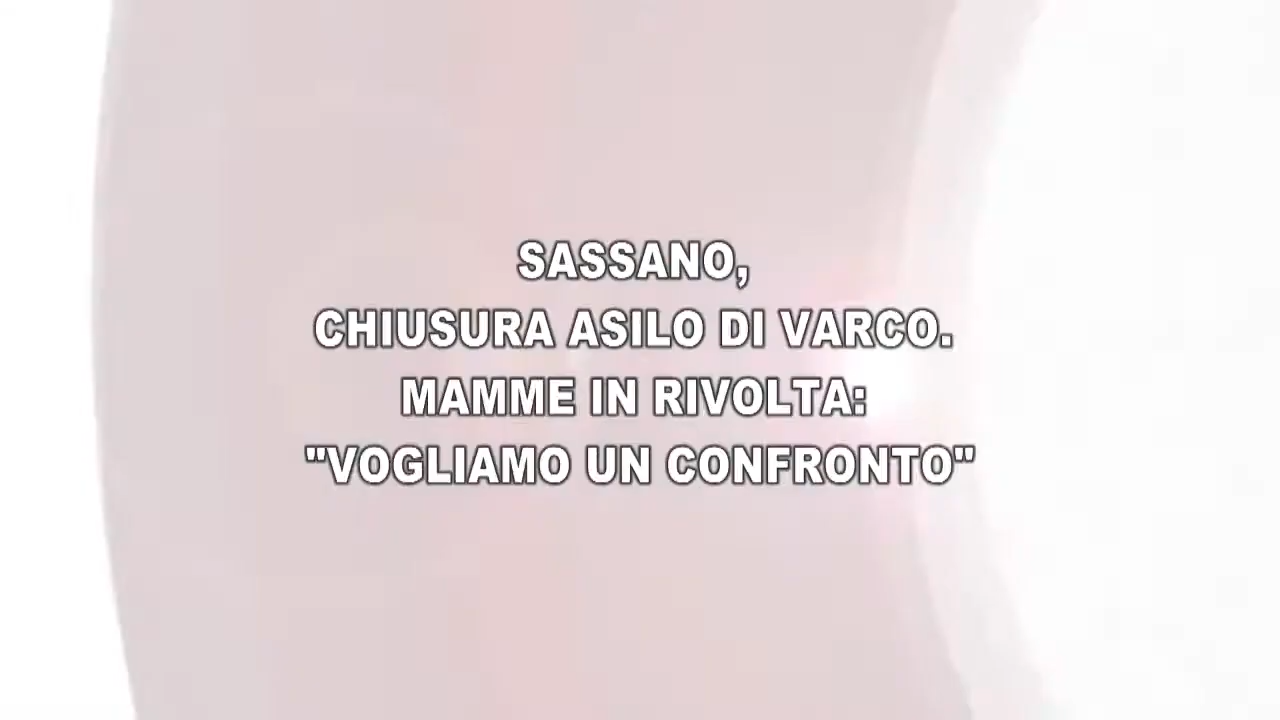 SASSANO,
CHIUSURA ASILO DI VARCO.
MAMME IN RIVOLTA:
"VOGLIAMO UN CONFRONTO"